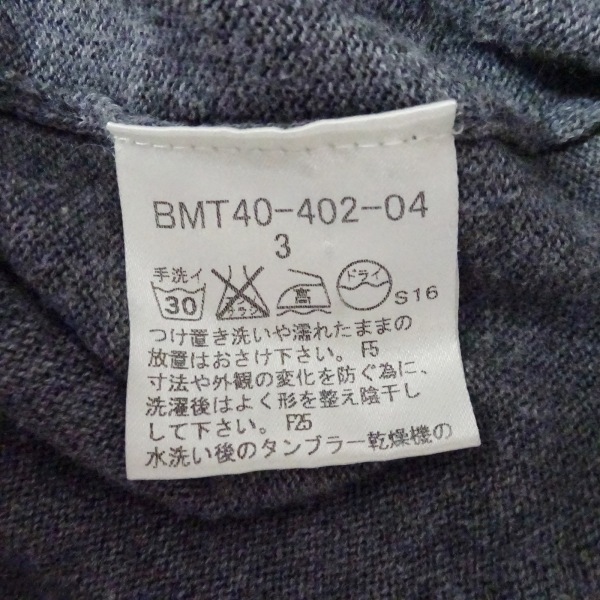 BMT40-402-04
3
手洗イ ドライ
30 高 S16
つけ置き洗いや濡れたままの
放置はおさけ下さい。F5
寸法や外観の変化を防ぐ為に、
洗濯後はよく形を整え陰干し
して下さい。F25
水洗い後のタンブラー乾燥機の